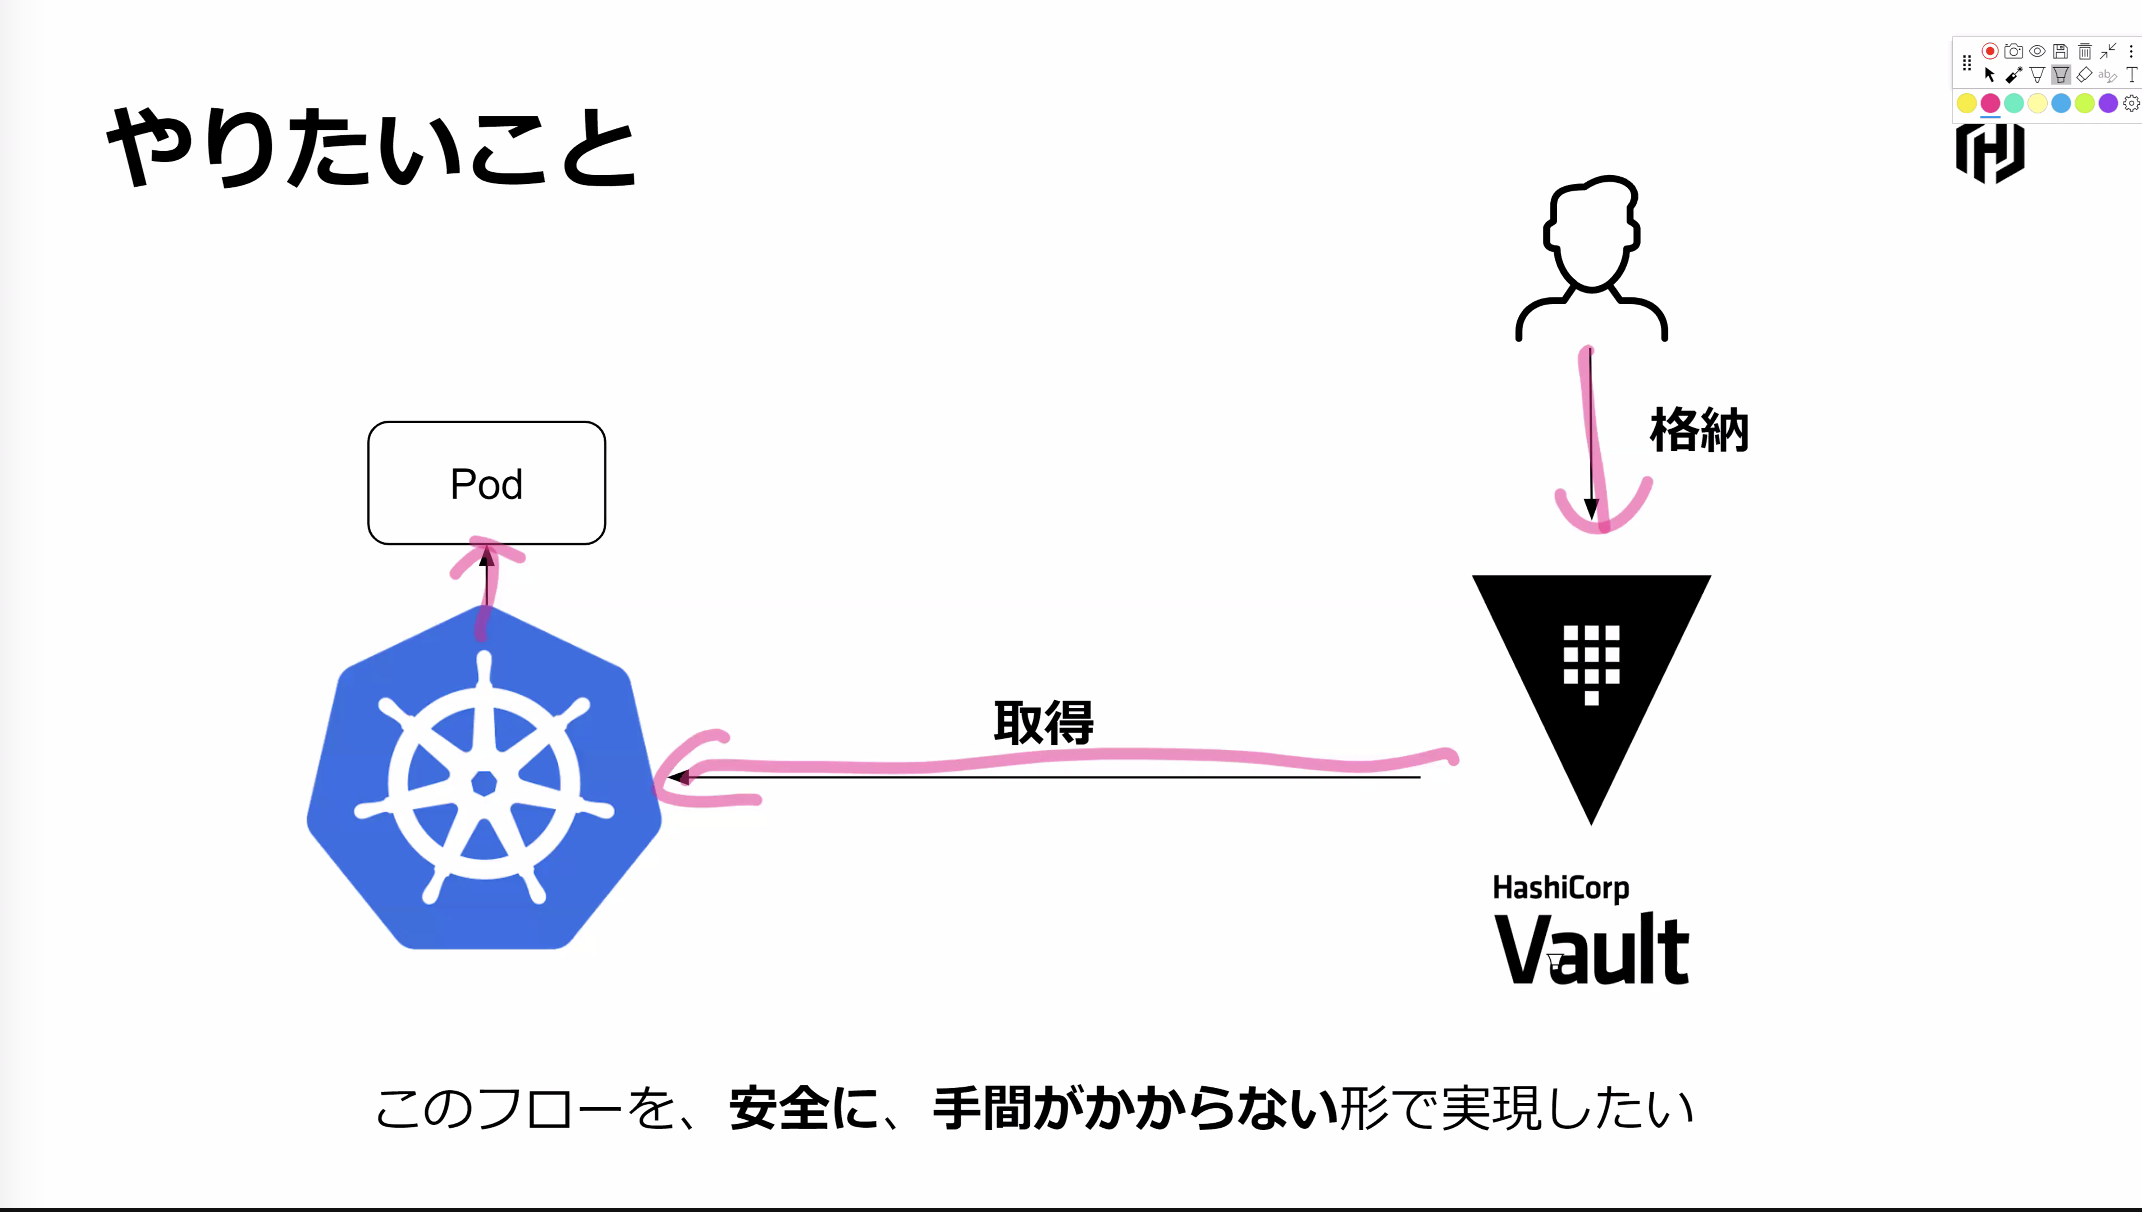 やりたいこと
格納
Pod
取得
HashiCorp
Vault
このフローを、安全に、手間がかからない形で実現したい